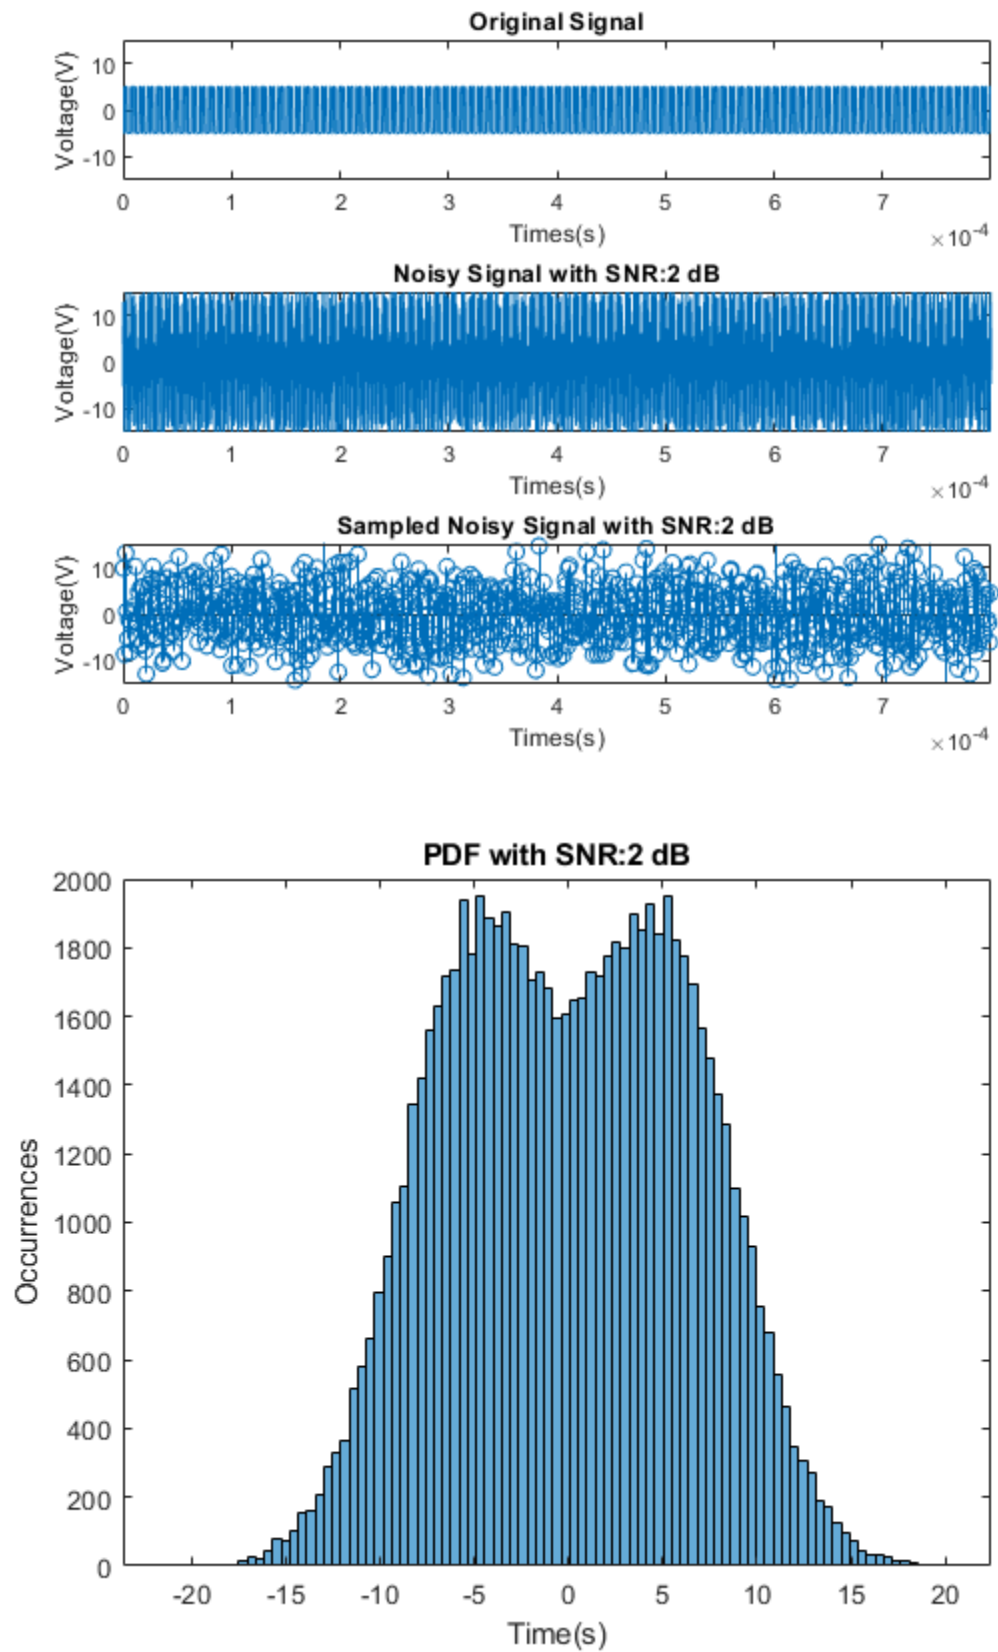 Original Signal
10
0
-10
Voltage(V)
0 1 2 3 4 5 6 7
Times(s)
×10-4
Noisy Signal with SNR:2 dB
10
0
-10
Voltage(V)
0 1 2 3 4 5 6 7
Times(s)
×10-4
Sampled Noisy Signal with SNR:2 dB
10
0
-10
Voltage(V)
0 1 2 3 4 5 6 7
Times(s)
×10-4
PDF with SNR:2 dB
2000
1800
1600
1400
1200
1000
800
600
400
200
0
Occurrences
-20 -15 -10 -5 0 5 10 15 20
Time(s)